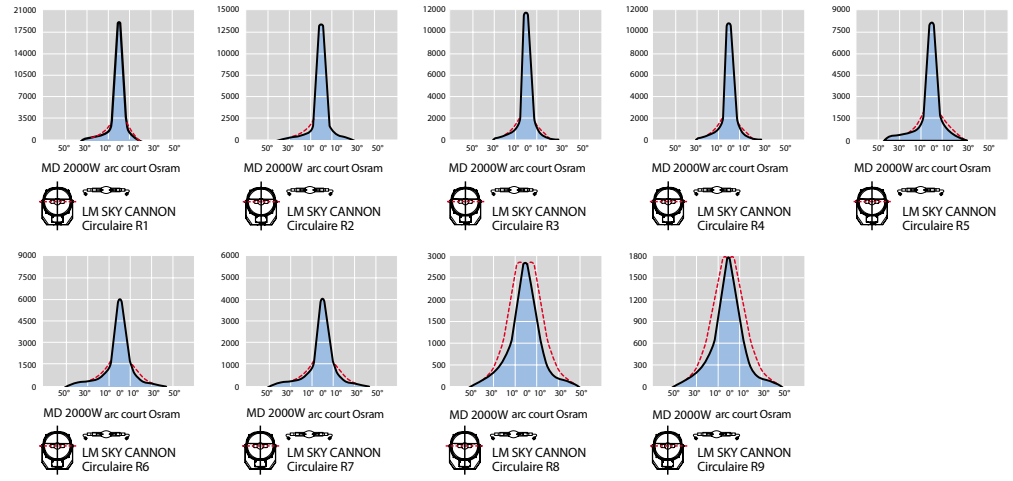 21000
17500
14000
10500
7000
3500
0
50° 30° 10° 0° 10° 30° 50°
MD 2000W arc court Osram
LM SKY CANNON
Circulaire R1
15000
12500
10000
7500
5000
2500
0
50° 30° 10° 0° 10° 30° 50°
MD 2000W arc court Osram
LM SKY CANNON
Circulaire R2
12000
10000
8000
6000
4000
2000
0
50° 30° 10° 0° 10° 30° 50°
MD 2000W arc court Osram
LM SKY CANNON
Circulaire R3
12000
10000
8000
6000
4000
2000
0
50° 30° 10° 0° 10° 30° 50°
MD 2000W arc court Osram
LM SKY CANNON
Circulaire R4
9000
7500
6000
4500
3000
1500
0
50° 30° 10° 0° 10° 30° 50°
MD 2000W arc court Osram
LM SKY CANNON
Circulaire R5
9000
7500
6000
4500
3000
1500
0
50° 30° 10° 0° 10° 30° 50°
MD 2000W arc court Osram
LM SKY CANNON
Circulaire R6
6000
5000
4000
3000
2000
1000
0
50° 30° 10° 0° 10° 30° 50°
MD 2000W arc court Osram
LM SKY CANNON
Circulaire R7
3000
2500
2000
1500
1000
500
0
50° 30° 10° 0° 10° 30° 50°
MD 2000W arc court Osram
LM SKY CANNON
Circulaire R8
1800
1500
1200
900
600
300
0
50° 30° 10° 0° 10° 30° 50°
MD 2000W arc court Osram
LM SKY CANNON
Circulaire R9